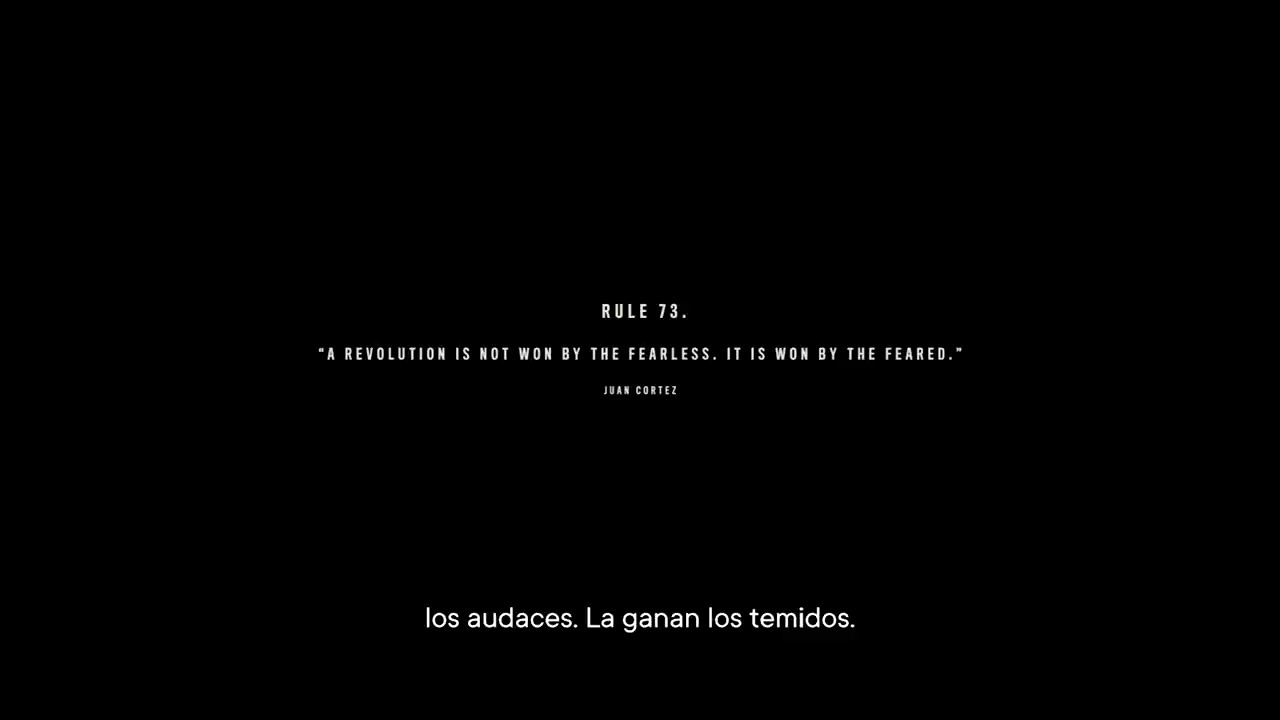 RULE 73.
“A REVOLUTION IS NOT WON BY THE FEARLESS. IT IS WON BY THE FEARED.”
JUAN CORTEZ
los audaces. La ganan los temidos.